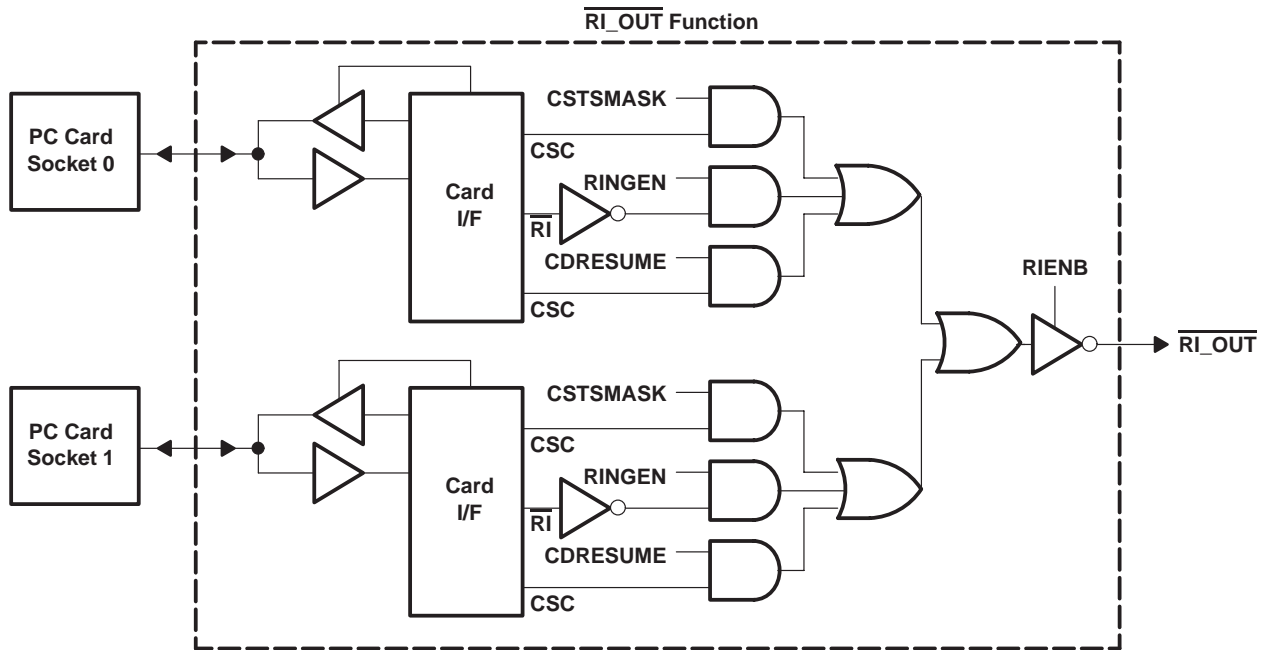 RI_OUT Function
PC Card
Socket 0
Card
I/F
CSTSMASK
CSC
RINGEN
RI
CDRESUME
CSC
RIENB
RI_OUT
PC Card
Socket 1
Card
I/F
CSTSMASK
CSC
RINGEN
RI
CDRESUME
CSC